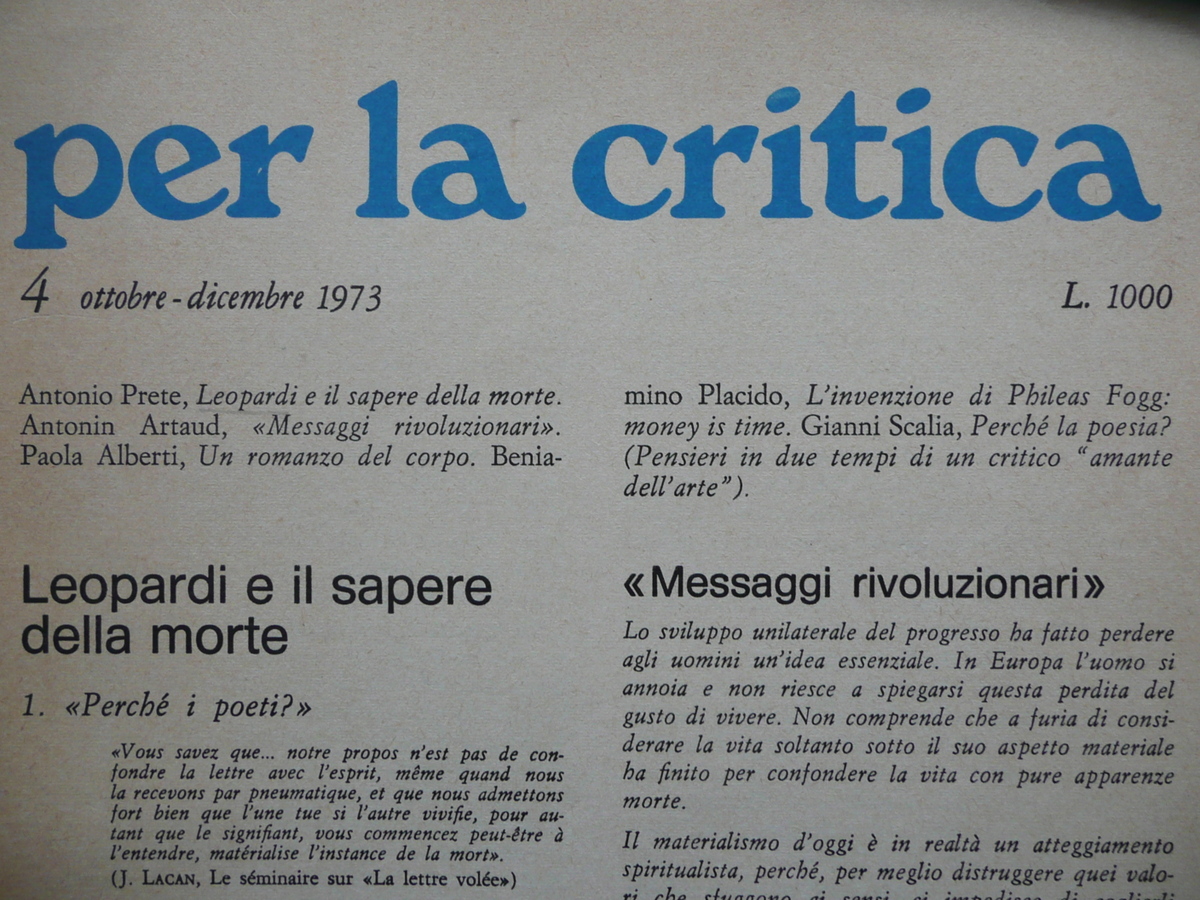 per la critica
4 ottobre-dicembre 1973
L. 1000
Antonio Prete, Leopardi e il sapere della morte.
Antonin Artaud, «Messaggi rivoluzionari».
Paola Alberti, Un romanzo del corpo. Benia-
mino Placido, L'invenzione di Phileas Fogg:
money is time. Gianni Scalia, Perché la poesia?
(Pensieri in due tempi di un critico "amante
dell'arte").
Leopardi e il sapere
della morte
1. «Perché i poeti?»
«Vous savez que... notre propos n'est pas de con-
fondre la lettre avec l'esprit, même quand nous
la recevons par pneumatique, et que nous admettons
fort bien que l'une tue si l'autre vivifie, pour au-
tant que le signifiant, vous commencez peut-être à
l'entendre, matérialise l'instance de la mort».
(J. LACAN, Le séminaire sur «La lettre volée»)
«Messaggi rivoluzionari»
Lo sviluppo unilaterale del progresso ha fatto perdere
agli uomini un'idea essenziale. In Europa l'uomo si
annoia e non riesce a spiegarsi questa perdita del
gusto di vivere. Non comprende che a furia di consi-
derare la vita soltanto sotto il suo aspetto materiale
ha finito per confondere la vita con pure apparenze
morte.
Il materialismo d'oggi è in realtà un atteggiamento
spiritualista, perché, per meglio distruggere quei valo-
ri che sfuggono ai sensi, ci impedisce di coglierli